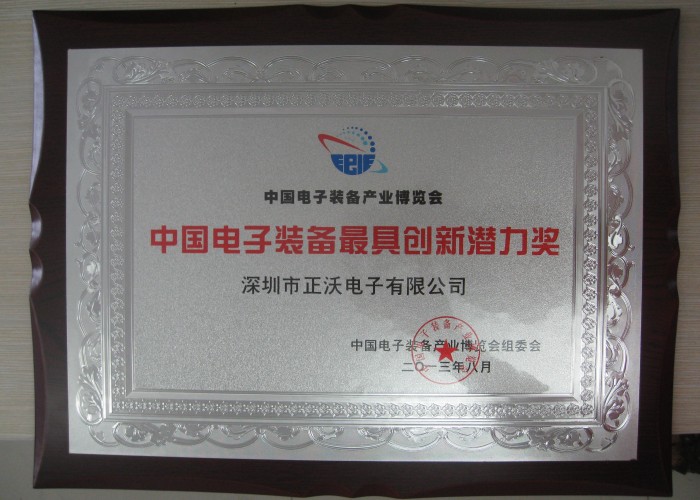 EEIE
中国电子装备产业博览会
中国电子装备最具创新潜力奖
深圳市正沃电子有限公司
中国电子装备产业博览会组委会
二〇一三年八月